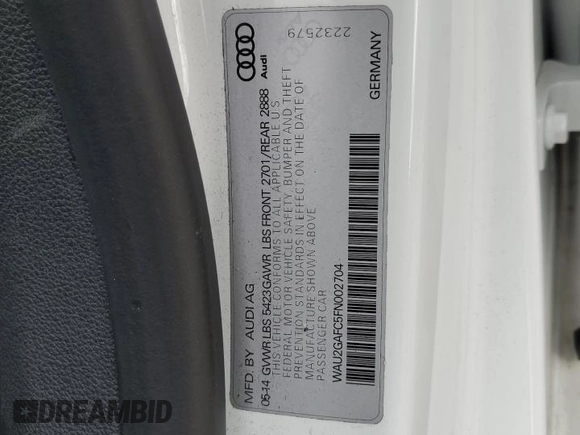 MFD. BY AUDI AG
05-14 GVWR LBS 5423 GAWR LBS FRONT 2701/REAR 2888
THIS VEHICLE CONFORMS TO ALL APPLICABLE U.S.
FEDERAL MOTOR VEHICLE SAFETY, BUMPER AND THEFT
PREVENTION STANDARDS IN EFFECT ON THE DATE OF
MANUFACTURE SHOWN ABOVE
PASSENGER CAR
WAU2GAFC5FN002704
GERMANY
Audi
2232579
DREAMBID